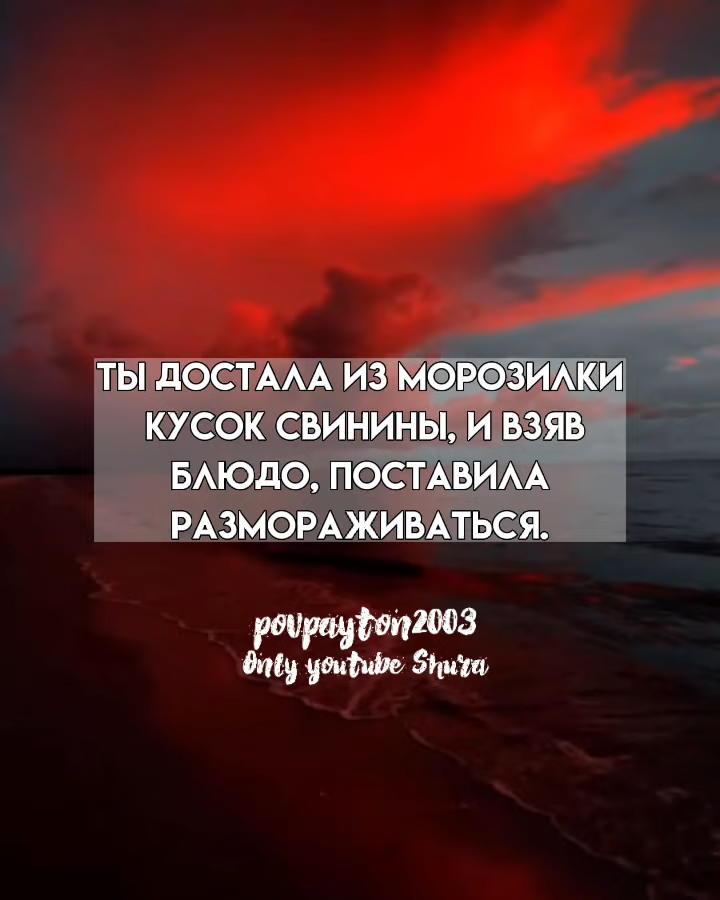 ТЫ ДОСТАЛА ИЗ МОРОЗИЛКИ
КУСОК СВИНИНЫ, И ВЗЯВ
БЛЮДО, ПОСТАВИЛА
РАЗМОРАЖИВАТЬСЯ.
povpayton2003
Only youtube Shura